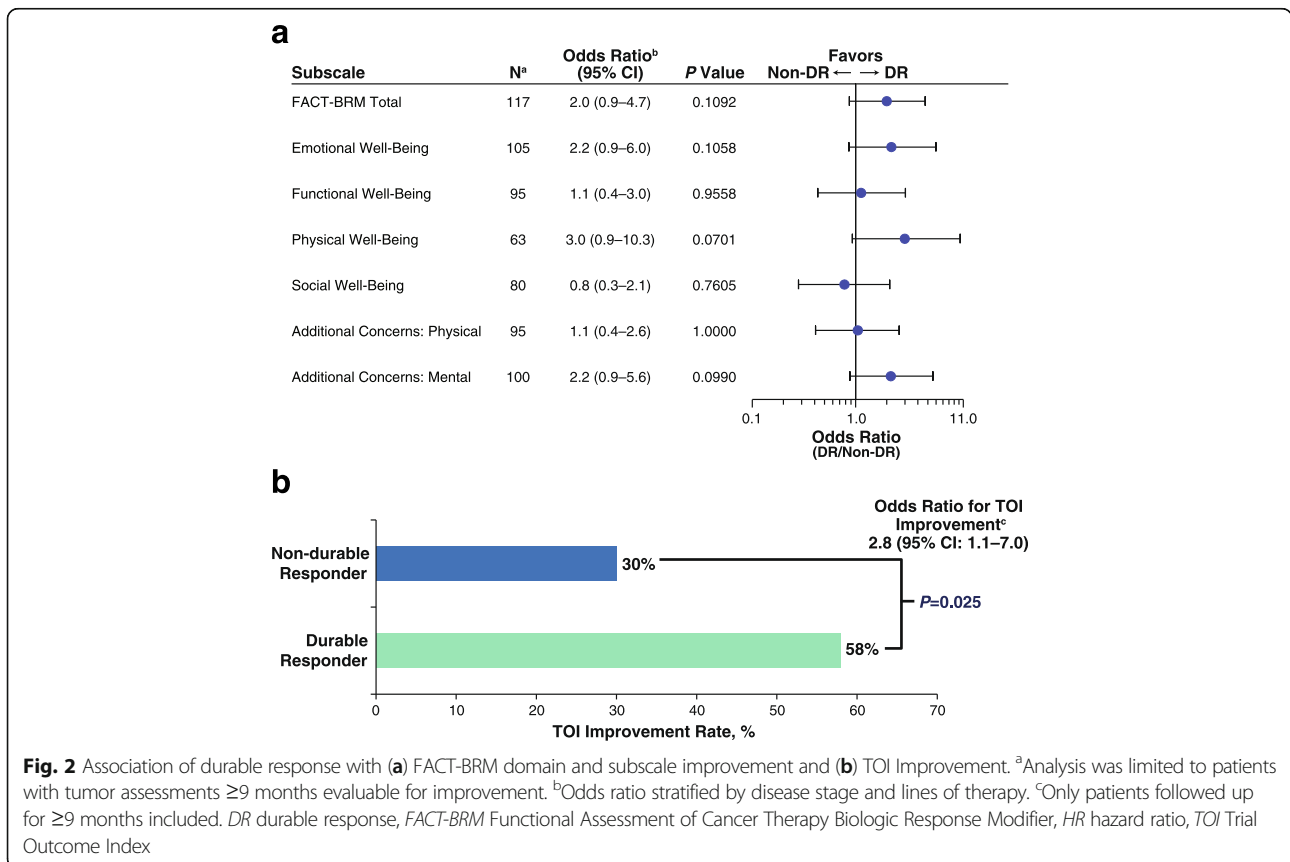 a
Odds Ratioᵇ Favors
Subscale Nᵃ (95% CI) P Value Non-DR ← → DR
FACT-BRM Total 117 2.0 (0.9–4.7) 0.1092
Emotional Well-Being 105 2.2 (0.9–6.0) 0.1058
Functional Well-Being 95 1.1 (0.4–3.0) 0.9558
Physical Well-Being 63 3.0 (0.9–10.3) 0.0701
Social Well-Being 80 0.8 (0.3–2.1) 0.7605
Additional Concerns: Physical 95 1.1 (0.4–2.6) 1.0000
Additional Concerns: Mental 100 2.2 (0.9–5.6) 0.0990
0.1 1.0 11.0
Odds Ratio
(DR/Non-DR)
b
Odds Ratio for TOI
Improvementᶜ
2.8 (95% CI: 1.1–7.0)
Non-durable
Responder
30%
P=0.025
Durable
Responder
58%
0 10 20 30 40 50 60 70
TOI Improvement Rate, %
Fig. 2 Association of durable response with (a) FACT-BRM domain and subscale improvement and (b) TOI Improvement. ᵃAnalysis was limited to patients
with tumor assessments ≥9 months evaluable for improvement. ᵇOdds ratio stratified by disease stage and lines of therapy. ᶜOnly patients followed up
for ≥9 months included. DR durable response, FACT-BRM Functional Assessment of Cancer Therapy Biologic Response Modifier, HR hazard ratio, TOI Trial
Outcome Index